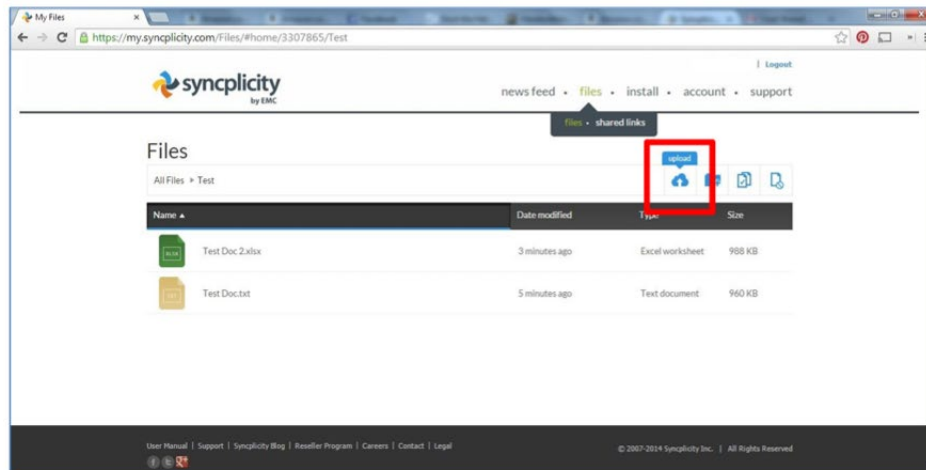 My Files
https://my.syncplicity.com/Files/#home/3307865/Test
| Logout
syncplicity
by EMC
news feed • files • install • account • support
files • shared links
Files
upload
All Files ▸ Test
Name ▴ Date modified Type Size
XLSX Test Doc 2.xlsx 3 minutes ago Excel worksheet 988 KB
TXT Test Doc.txt 5 minutes ago Text document 960 KB
User Manual | Support | Syncplicity Blog | Reseller Program | Careers | Contact | Legal
© 2007-2014 Syncplicity Inc. | All Rights Reserved